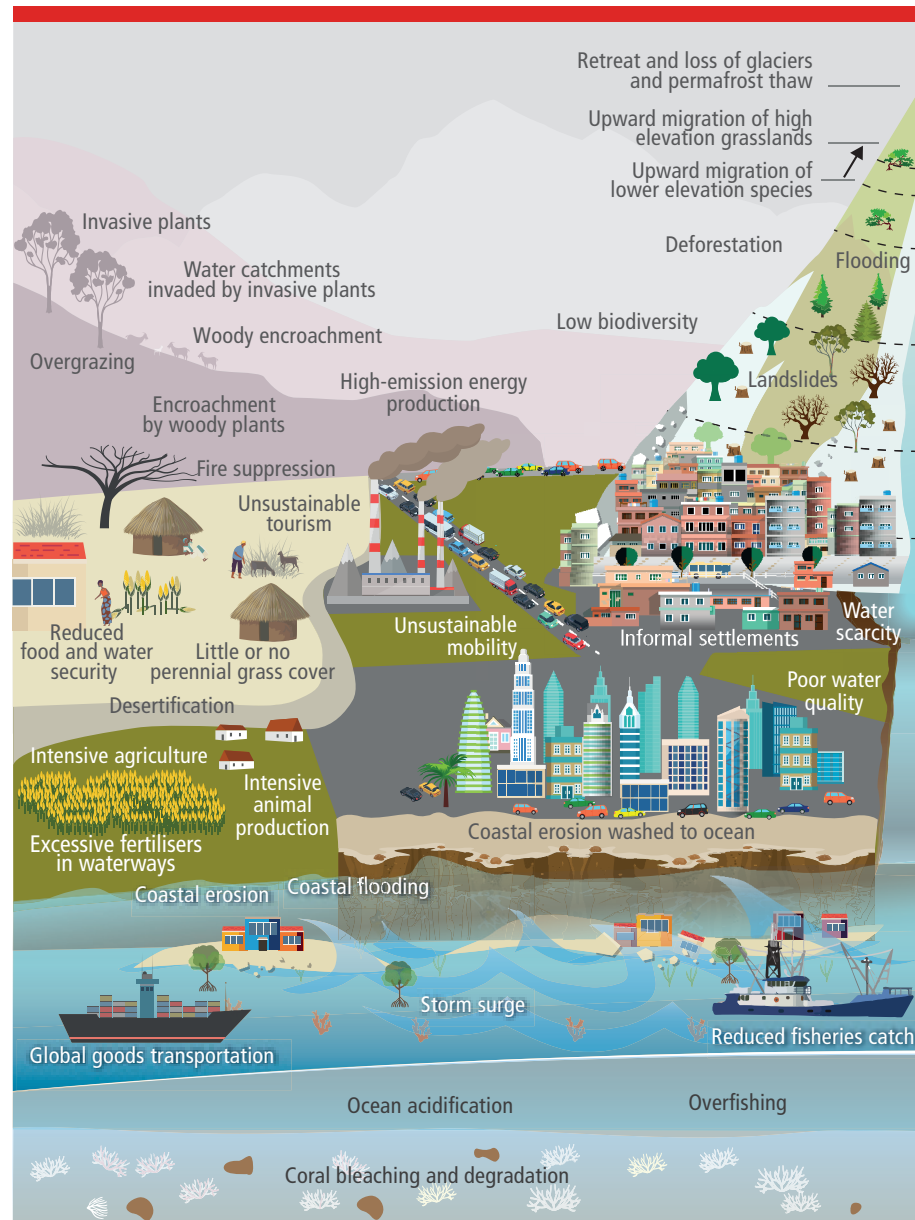 Retreat and loss of glaciers
and permafrost thaw
Upward migration of high
elevation grasslands
Upward migration of
lower elevation species
Invasive plants
Deforestation
Flooding
Water catchments
invaded by invasive plants
Low biodiversity
Woody encroachment
Overgrazing
High-emission energy
production
Landslides
Encroachment
by woody plants
Fire suppression
Unsustainable
tourism
Unsustainable
mobility
Informal settlements
Water
scarcity
Reduced
food and water
security
Little or no
perennial grass cover
Poor water
quality
Desertification
Intensive agriculture
Intensive
animal
production
Excessive fertilisers
in waterways
Coastal erosion washed to ocean
Coastal erosion
Coastal flooding
Storm surge
Reduced fisheries catch
Global goods transportation
Ocean acidification
Overfishing
Coral bleaching and degradation